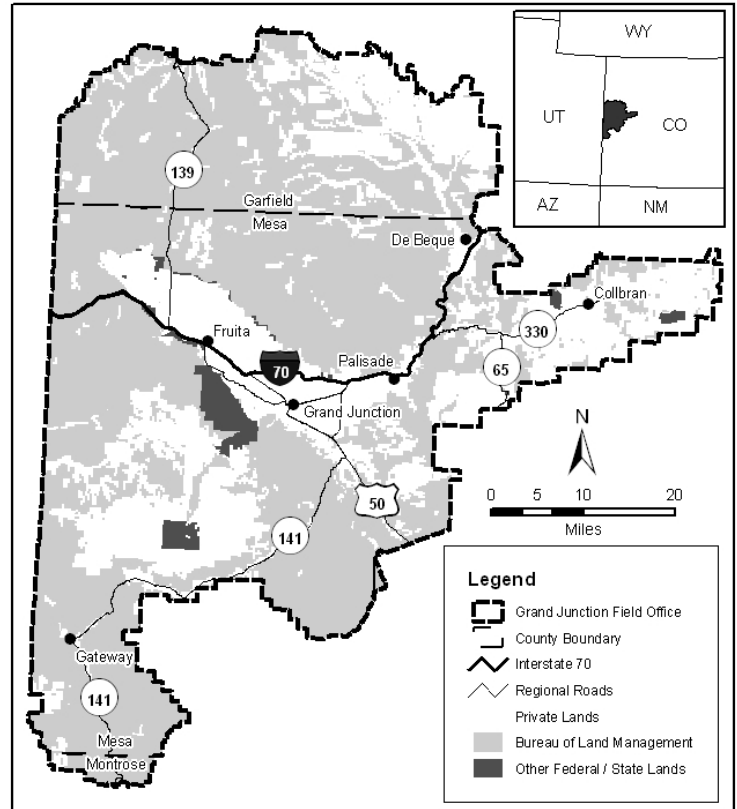 WY
UT
CO
AZ
NM
139
Garfield
Mesa
De Beque
Collbran
330
Fruita
65
70
Palisade
Grand Junction
N
0 5 10 20
Miles
50
141
Gateway
141
Mesa
Montrose
Legend
Grand Junction Field Office
County Boundary
Interstate 70
Regional Roads
Private Lands
Bureau of Land Management
Other Federal / State Lands